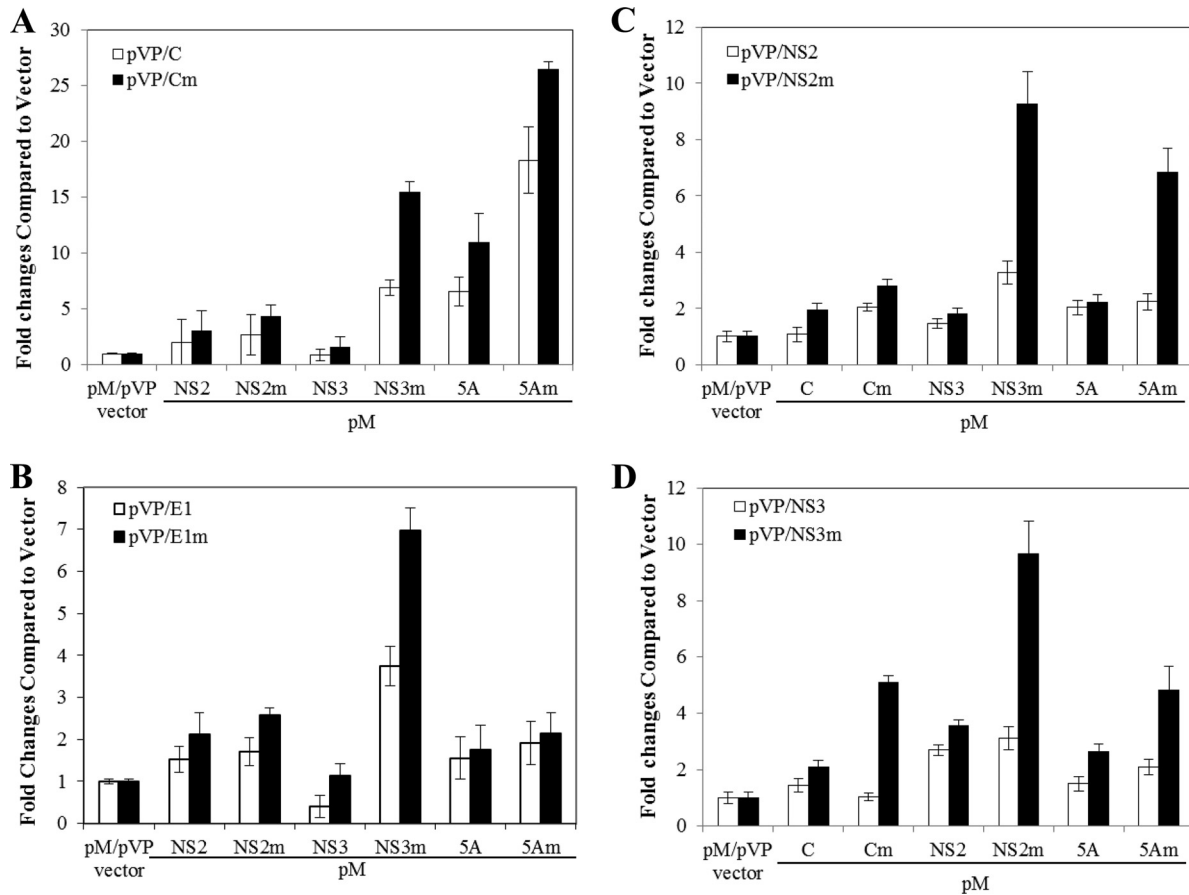 A
Fold changes Compared to Vector
30
25
20
15
10
5
0
pVP/C
pVP/Cm
pM/pVP
vector
NS2
NS2m
NS3
NS3m
5A
5Am
pM
B
Fold Changes Compared to Vector
8
7
6
5
4
3
2
1
0
pVP/E1
pVP/E1m
pM/pVP
vector
NS2
NS2m
NS3
NS3m
5A
5Am
pM
C
Fold changes Compared to Vector
12
10
8
6
4
2
0
pVP/NS2
pVP/NS2m
pM/pVP
vector
C
Cm
NS3
NS3m
5A
5Am
pM
D
Fold changes Compared to Vector
12
10
8
6
4
2
0
pVP/NS3
pVP/NS3m
pM/pVP
vector
C
Cm
NS2
NS2m
5A
5Am
pM